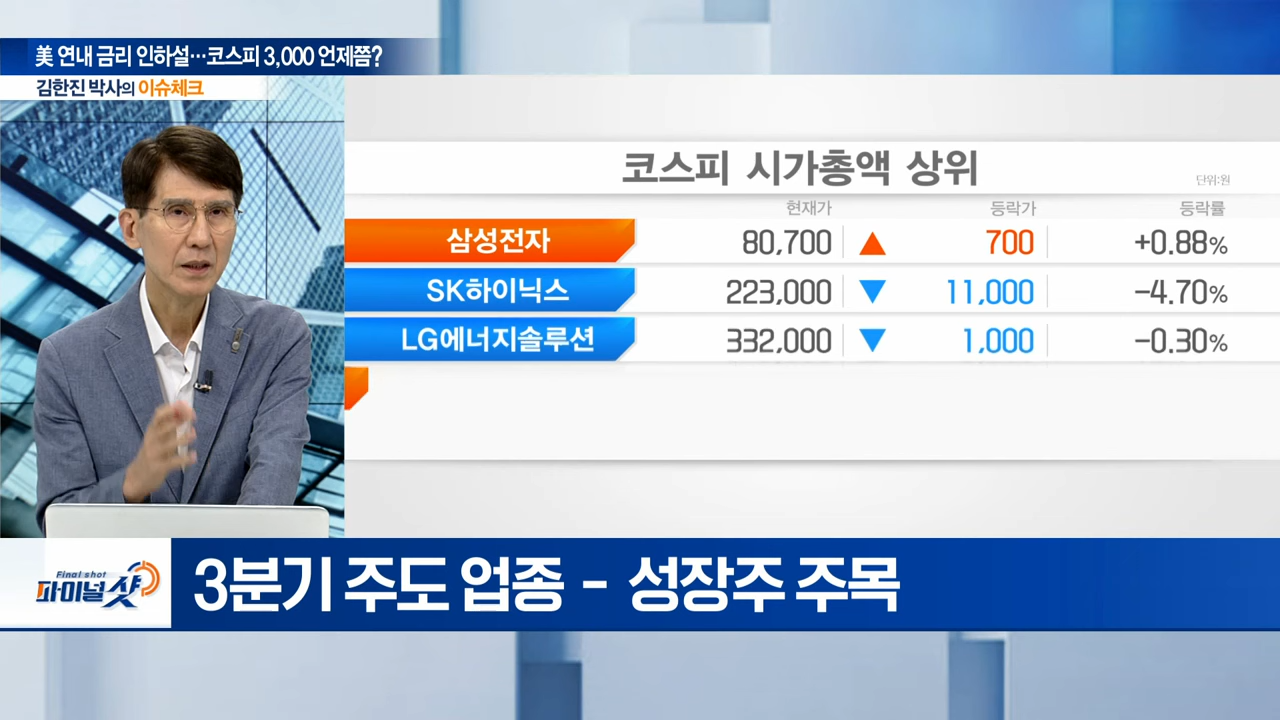 美 연내 금리 인하설…코스피 3,000 언제쯤?
김한진 박사의 이슈체크
코스피 시가총액 상위
단위:원
현재가 등락가 등락률
삼성전자 80,700 ▲ 700 +0.88%
SK하이닉스 223,000 ▼ 11,000 -4.70%
LG에너지솔루션 332,000 ▼ 1,000 -0.30%
Final shot
파이널샷
3분기 주도 업종 - 성장주 주목